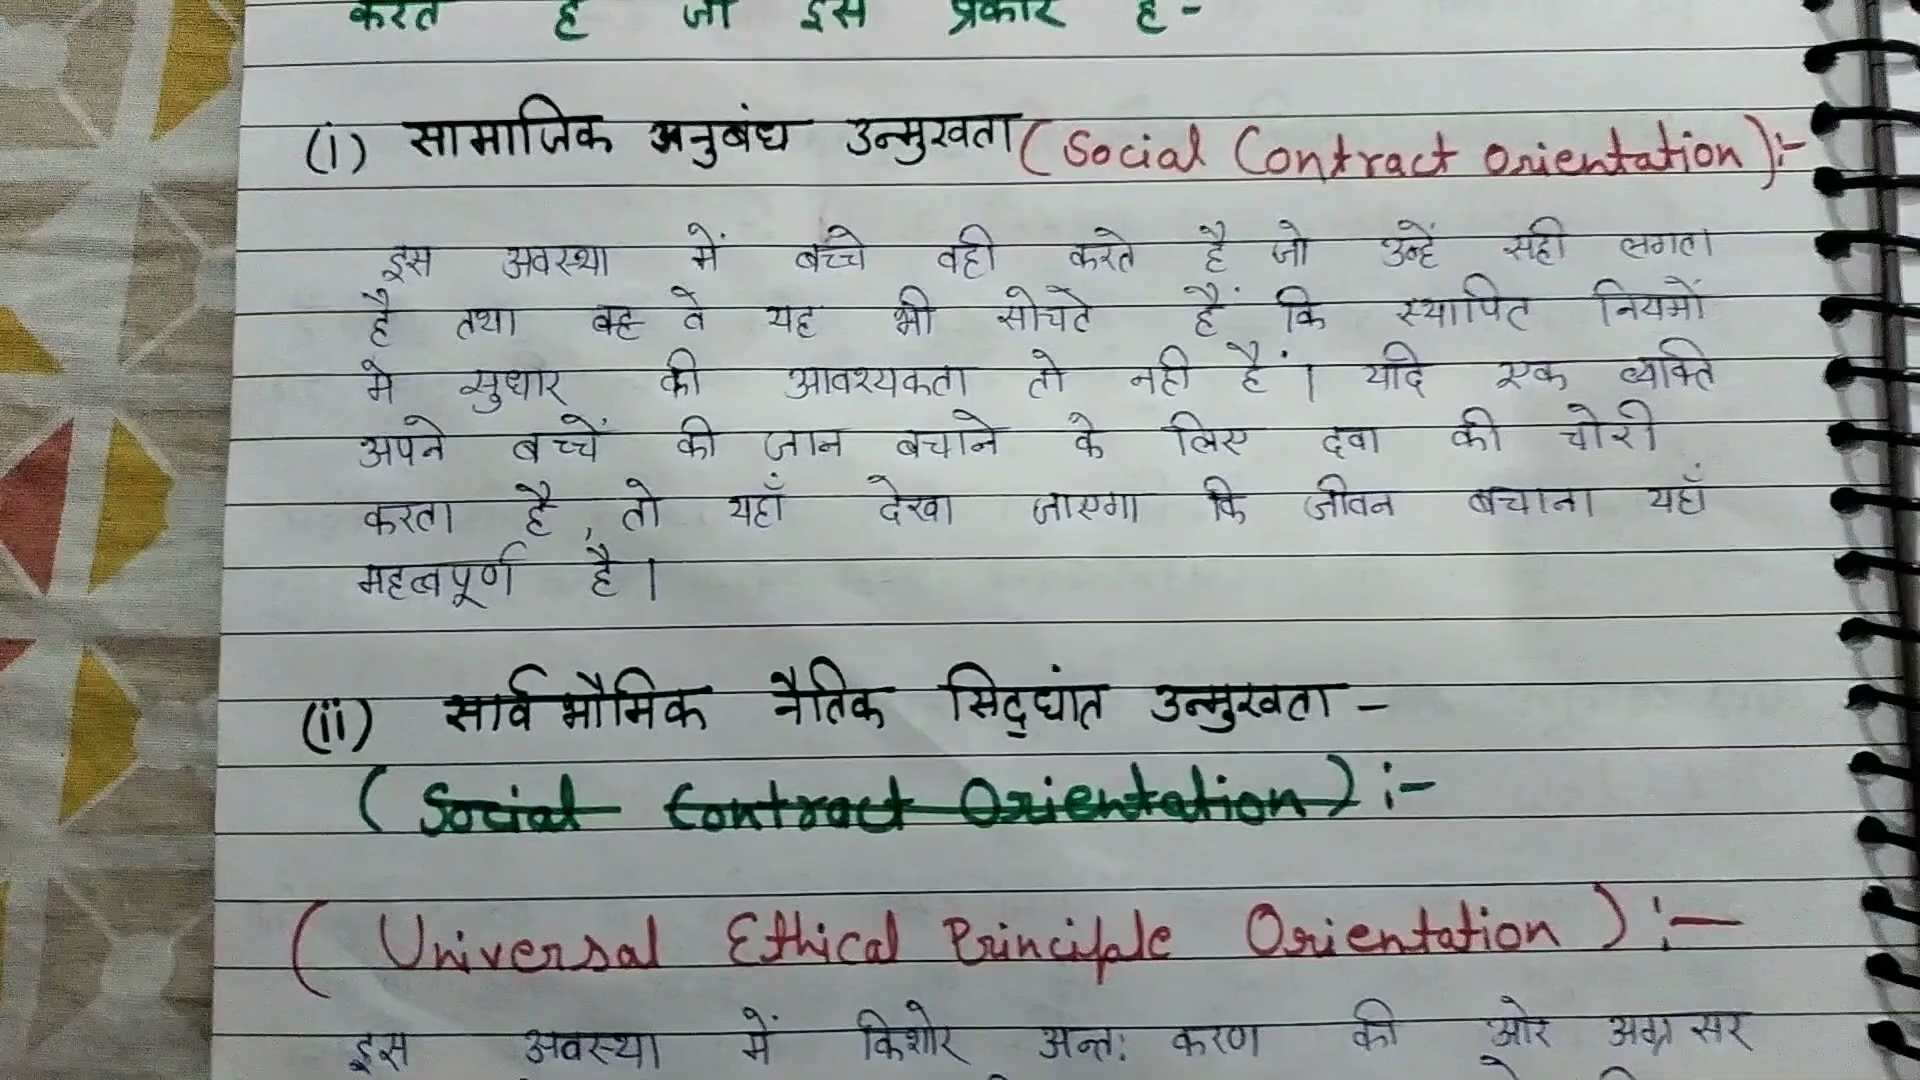 करते है जो इस प्रकार है -
(i) सामाजिक अनुबंध उन्मुखता (Social Contract Orientation):-
इस अवस्था में बच्चे वही करते है जो उन्हें सही लगता
है तथा वह वे यह भी सोचते हैं कि स्थापित नियमों
मे सुधार की आवश्यकता तो नही हैं । यदि एक व्यक्ति
अपने बच्चें की जान बचाने के लिए दवा की चोरी
करता है, तो यहाँ देखा जाएगा कि जीवन बचाना यहाँ
महत्वपूर्ण है ।
(ii) सार्वभौमिक नैतिक सिद्धांत उन्मुखता -
(Social Contract Orientation) :-
(Universal Ethical Principle Orientation) :-
इस अवस्था में किशोर अन्त: करण की ओर अग्रसर